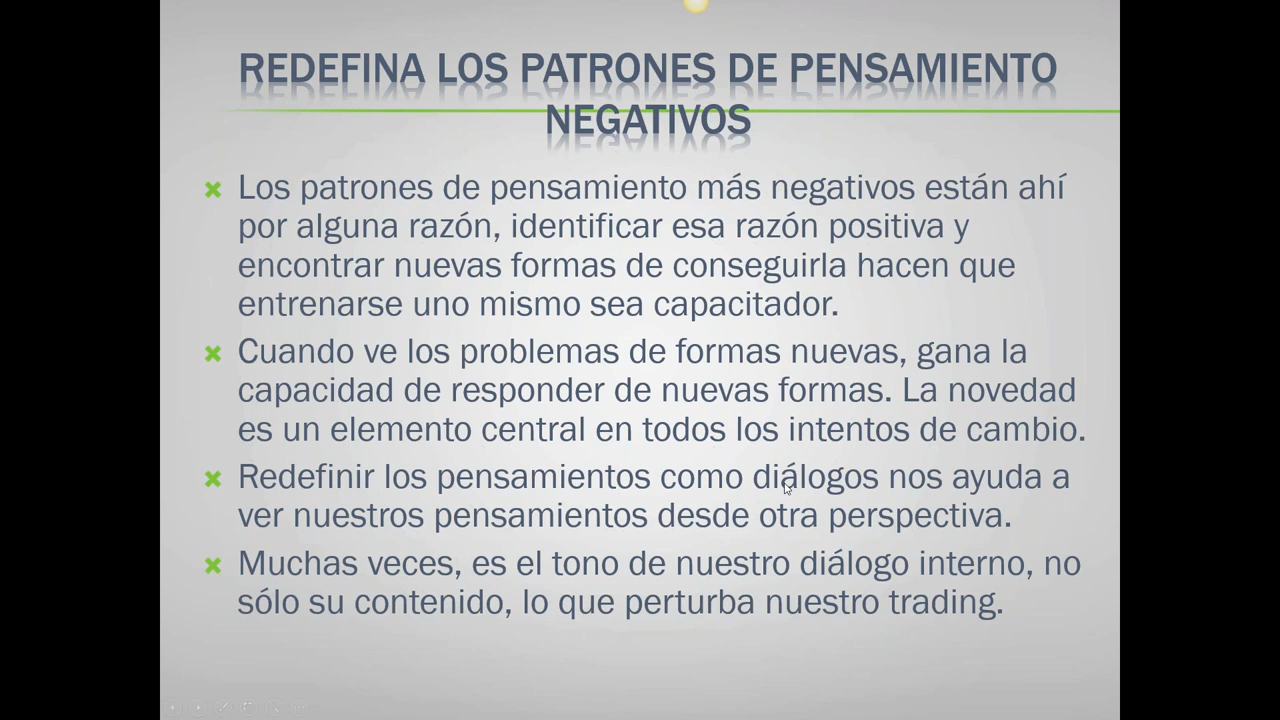 REDEFINA LOS PATRONES DE PENSAMIENTO
NEGATIVOS
Los patrones de pensamiento más negativos están ahí
por alguna razón, identificar esa razón positiva y
encontrar nuevas formas de conseguirla hacen que
entrenarse uno mismo sea capacitador.
Cuando ve los problemas de formas nuevas, gana la
capacidad de responder de nuevas formas. La novedad
es un elemento central en todos los intentos de cambio.
Redefinir los pensamientos como diálogos nos ayuda a
ver nuestros pensamientos desde otra perspectiva.
Muchas veces, es el tono de nuestro diálogo interno, no
sólo su contenido, lo que perturba nuestro trading.